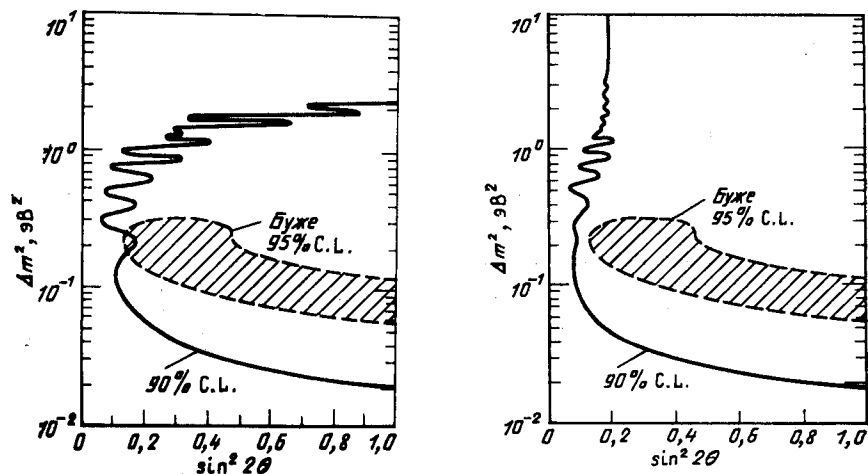 10¹
10⁰
10⁻¹
10⁻²
Δm², эВ²
Буже
95% C.L.
90% C.L.
0 0,2 0,4 0,6 0,8 1,0
sin² 2θ
10¹
10⁰
10⁻¹
10⁻²
Δm², эВ²
Буже
95% C.L.
90% C.L.
0 0,2 0,4 0,6 0,8 1,0
sin² 2θ